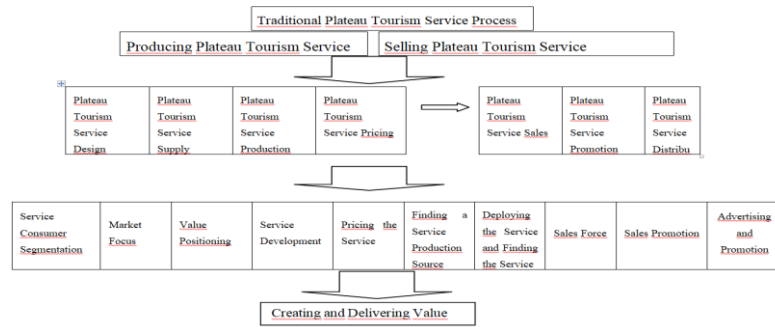 Traditional Plateau Tourism Service Process
Producing Plateau Tourism Service
Selling Plateau Tourism Service
Plateau
Tourism
Service
Design
Plateau
Tourism
Service
Supply
Plateau
Tourism
Service
Production
Plateau
Tourism
Service Pricing
Plateau
Tourism
Service Sales
Plateau
Tourism
Service
Promotion
Plateau
Tourism
Service
Distribu
Service
Consumer
Segmentation
Market
Focus
Value
Positioning
Service
Development
Pricing the
Service
Finding a
Service
Production
Source
Deploying
the Service
and Finding
the Service
Sales Force
Sales Promotion
Advertising
and
Promotion
Creating and Delivering Value